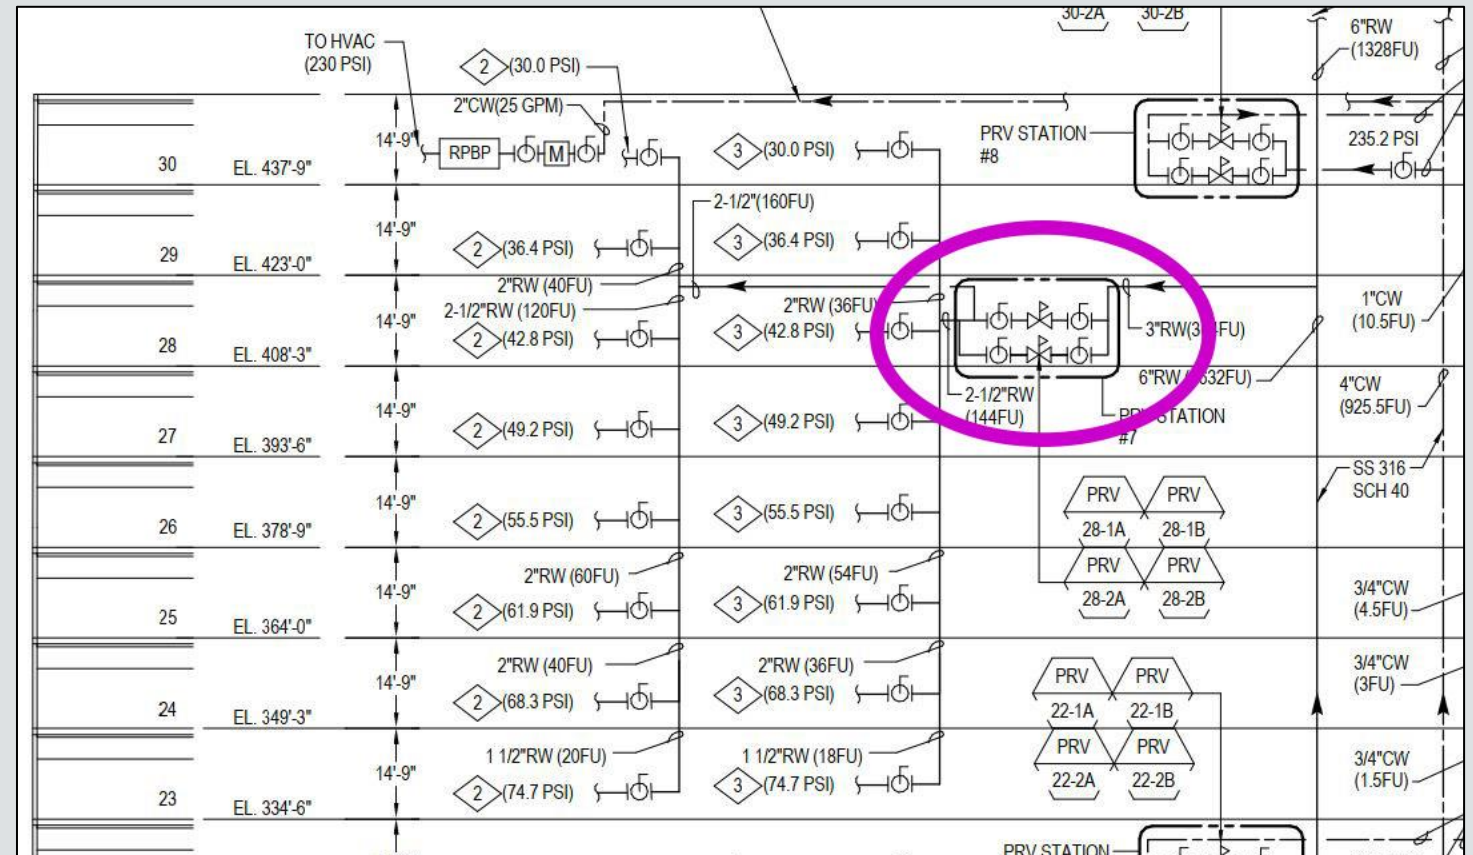 30-2A
30-2B
6"RW
(1328FU)
TO HVAC
(230 PSI)
2 (30.0 PSI)
2"CW(25 GPM)
14'-9"
RPBP
M
3 (30.0 PSI)
PRV STATION
#8
235.2 PSI
30
EL. 437'-9"
2-1/2"(160FU)
14'-9"
2 (36.4 PSI)
3 (36.4 PSI)
29
EL. 423'-0"
2"RW (40FU)
2-1/2"RW (120FU)
2"RW (36FU)
1"CW
(10.5FU)
14'-9"
2 (42.8 PSI)
3 (42.8 PSI)
28
EL. 408'-3"
6"RW
4"CW
(925.5FU)
2-1/2"RW
(144FU)
14'-9"
2 (49.2 PSI)
3 (49.2 PSI)
STATION
#7
27
EL. 393'-6"
SS 316
SCH 40
14'-9"
2 (55.5 PSI)
3 (55.5 PSI)
PRV
28-1A
PRV
28-1B
26
EL. 378'-9"
PRV
28-2A
PRV
28-2B
2"RW (60FU)
2"RW (54FU)
3/4"CW
(4.5FU)
14'-9"
2 (61.9 PSI)
3 (61.9 PSI)
25
EL. 364'-0"
2"RW (40FU)
2"RW (36FU)
3/4"CW
(3FU)
14'-9"
2 (68.3 PSI)
3 (68.3 PSI)
PRV
22-1A
PRV
22-1B
24
EL. 349'-3"
1 1/2"RW (20FU)
1 1/2"RW (18FU)
PRV
22-2A
PRV
22-2B
3/4"CW
(1.5FU)
14'-9"
2 (74.7 PSI)
3 (74.7 PSI)
23
EL. 334'-6"
PRV STATION